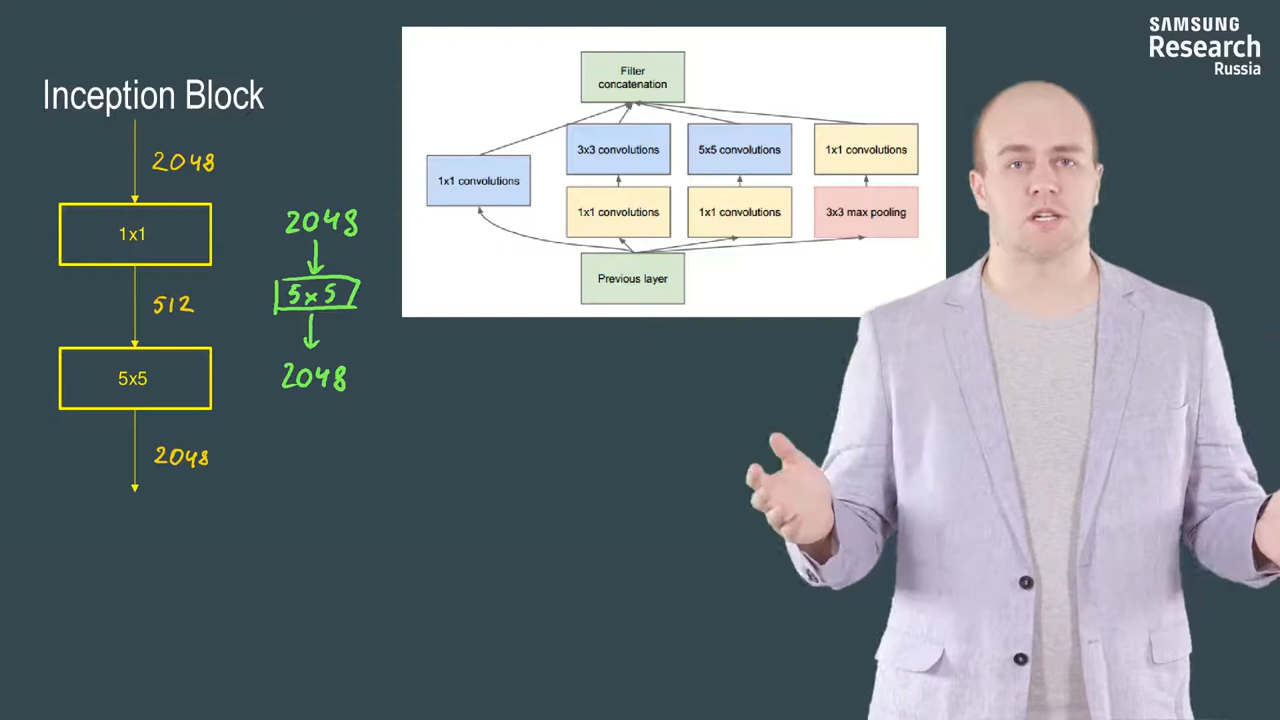 SAMSUNG
Research
Russia
Inception Block
2048
1x1
512
5x5
2048
2048
5x5
2048
Filter
concatenation
3x3 convolutions
5x5 convolutions
1x1 convolutions
1x1 convolutions
1x1 convolutions
1x1 convolutions
3x3 max pooling
Previous layer